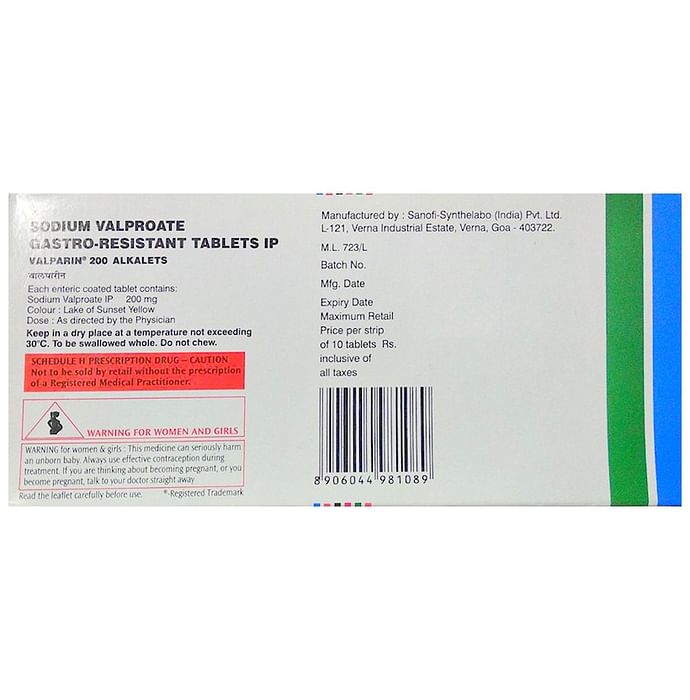 SODIUM VALPROATE
GASTRO-RESISTANT TABLETS IP
VALPARIN® 200 ALKALETS
वालपारीन
Each enteric coated tablet contains:
Sodium Valproate IP 200 mg
Colour : Lake of Sunset Yellow
Dose : As directed by the Physician
Keep in a dry place at a temperature not exceeding
30°C. To be swallowed whole. Do not chew.
SCHEDULE H PRESCRIPTION DRUG – CAUTION
Not to be sold by retail without the prescription
of a Registered Medical Practitioner.
WARNING FOR WOMEN AND GIRLS
WARNING for women & girls : This medicine can seriously harm
an unborn baby. Always use effective contraception during
treatment. If you are thinking about becoming pregnant, or you
become pregnant, talk to your doctor straight away
Read the leaflet carefully before use. ®-Registered Trademark
Manufactured by : Sanofi-Synthelabo (India) Pvt. Ltd.
L-121, Verna Industrial Estate, Verna, Goa - 403722.
M.L. 723/L
Batch No.
Mfg. Date
Expiry Date
Maximum Retail
Price per strip
of 10 tablets Rs.
inclusive of
all taxes
8906044981089